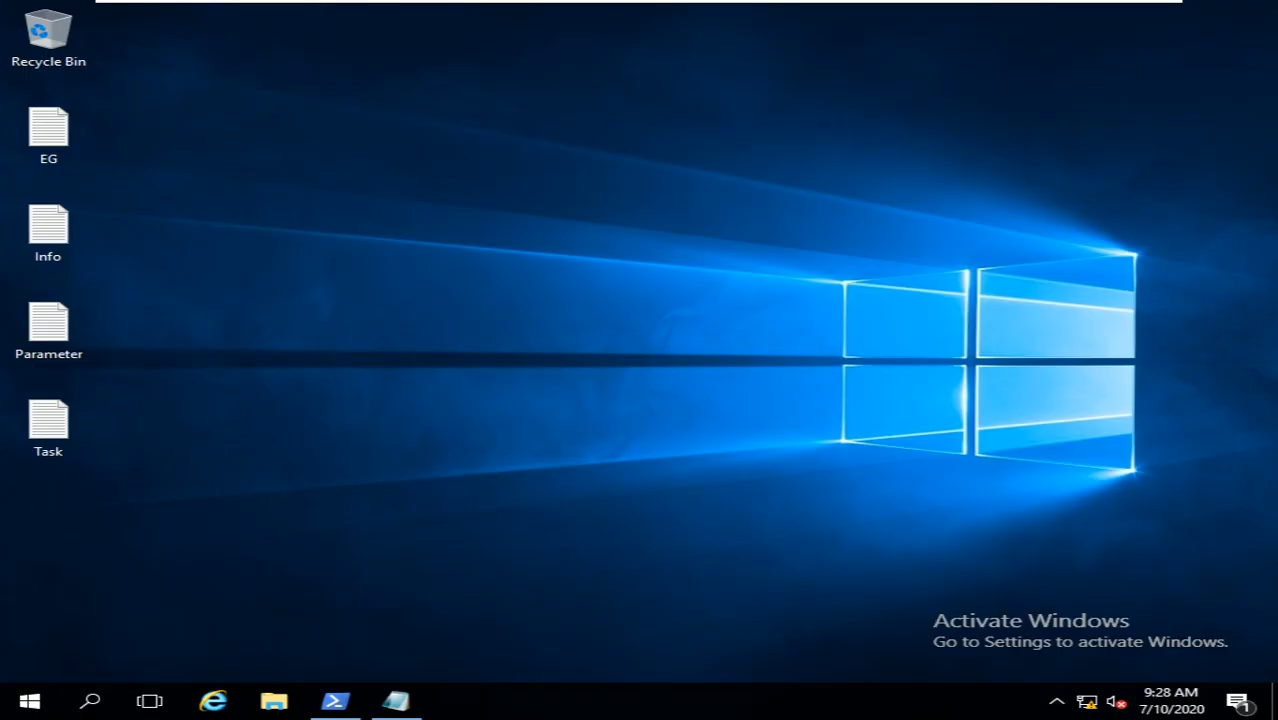 Recycle Bin
EG
Info
Parameter
Task
Activate Windows
Go to Settings to activate Windows.
9:28 AM
7/10/2020
1